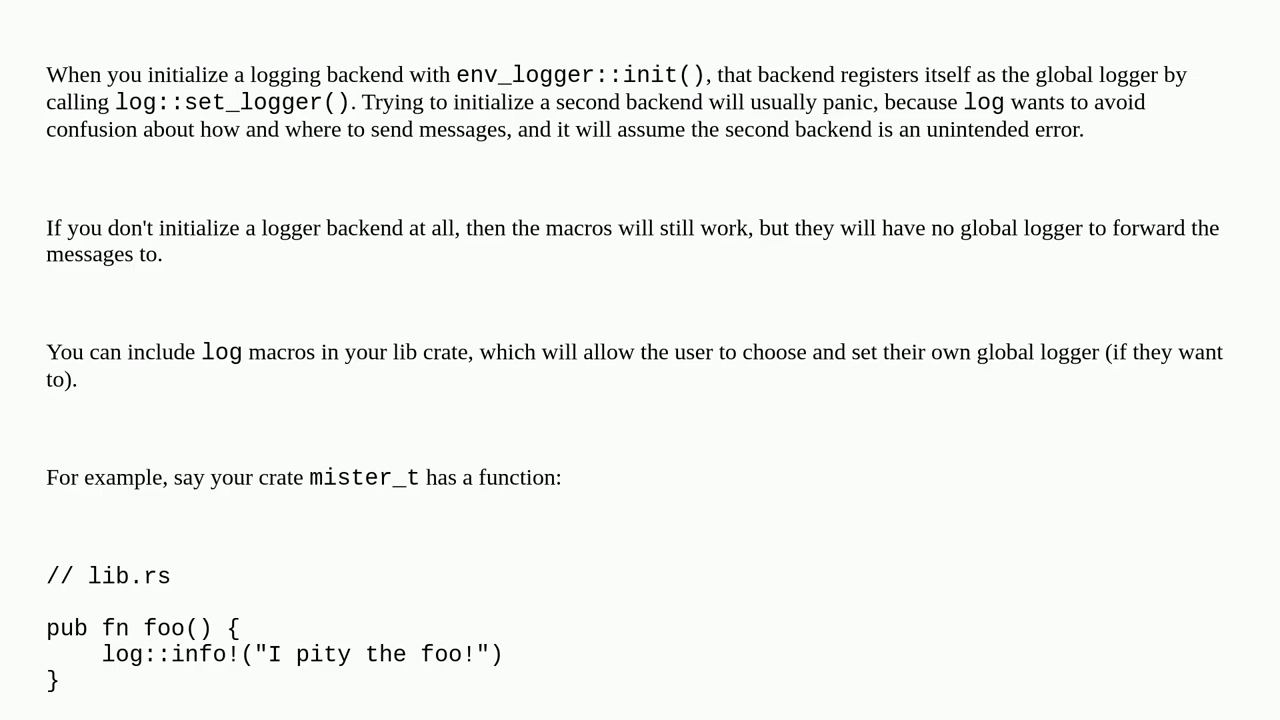 When you initialize a logging backend with env_logger::init(), that backend registers itself as the global logger by
calling log::set_logger(). Trying to initialize a second backend will usually panic, because log wants to avoid
confusion about how and where to send messages, and it will assume the second backend is an unintended error.
If you don't initialize a logger backend at all, then the macros will still work, but they will have no global logger to forward the
messages to.
You can include log macros in your lib crate, which will allow the user to choose and set their own global logger (if they want
to).
For example, say your crate mister_t has a function:
// lib.rs
pub fn foo() {
    log::info!("I pity the foo!")
}